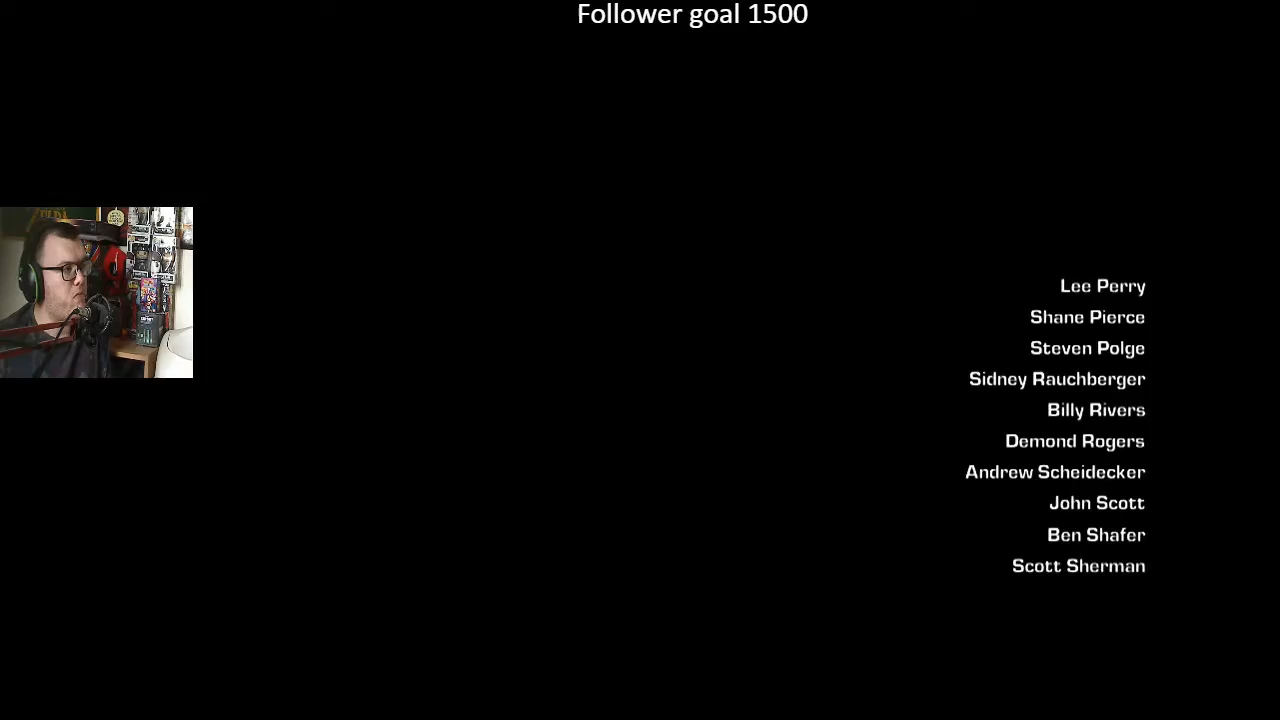 Follower goal 1500
Lee Perry
Shane Pierce
Steven Polge
Sidney Rauchberger
Billy Rivers
Demond Rogers
Andrew Scheidecker
John Scott
Ben Shafer
Scott Sherman